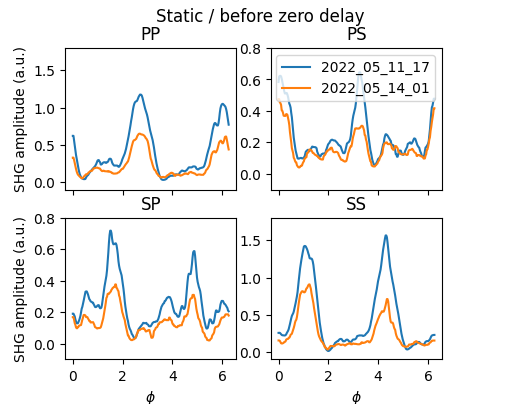 Static / before zero delay
PP
PS
SHG amplitude (a.u.)
1.5
1.0
0.5
0.0
0.8
0.6
0.4
0.2
0.0
2022_05_11_17
2022_05_14_01
SP
SS
SHG amplitude (a.u.)
0.8
0.6
0.4
0.2
0.0
1.5
1.0
0.5
0.0
0 2 4 6
0 2 4 6
ϕ
ϕ